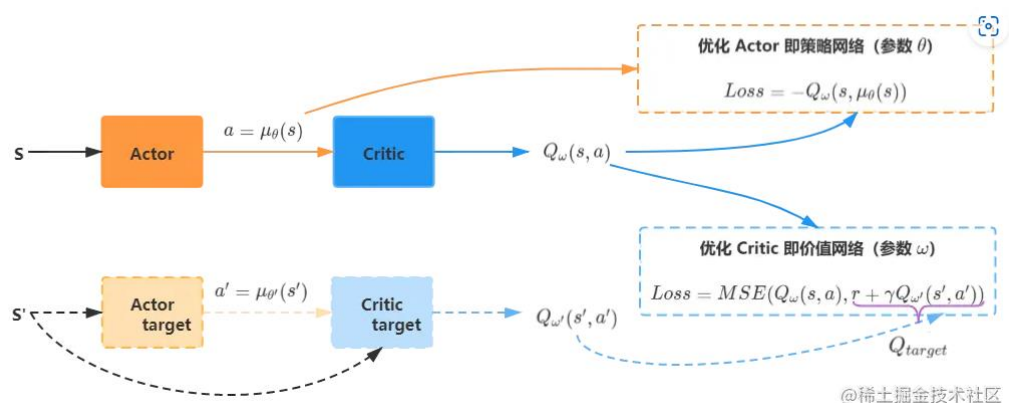 优化 Actor 即策略网络（参数 θ）
Loss = −Q_ω(s, μ_θ(s))
a = μ_θ(s)
S
Actor
Critic
Q_ω(s, a)
优化 Critic 即价值网络（参数 ω）
Loss = MSE(Q_ω(s, a), r + γQ_ω′(s′, a′))
Q_target
a′ = μ_θ′(s′)
S'
Actor
target
Critic
target
Q_ω′(s′, a′)
@稀土掘金技术社区